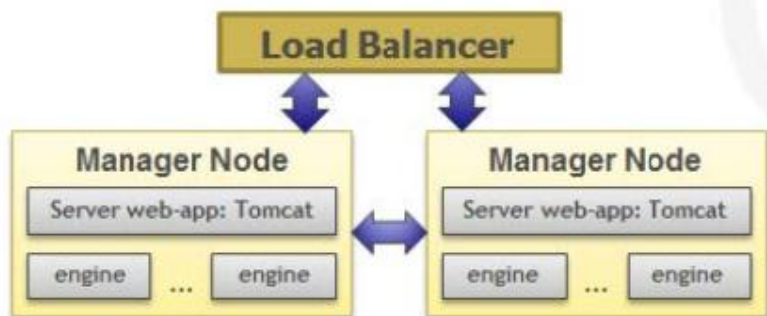 Load Balancer
Manager Node
Server web-app: Tomcat
engine ... engine
Manager Node
Server web-app: Tomcat
engine ... engine